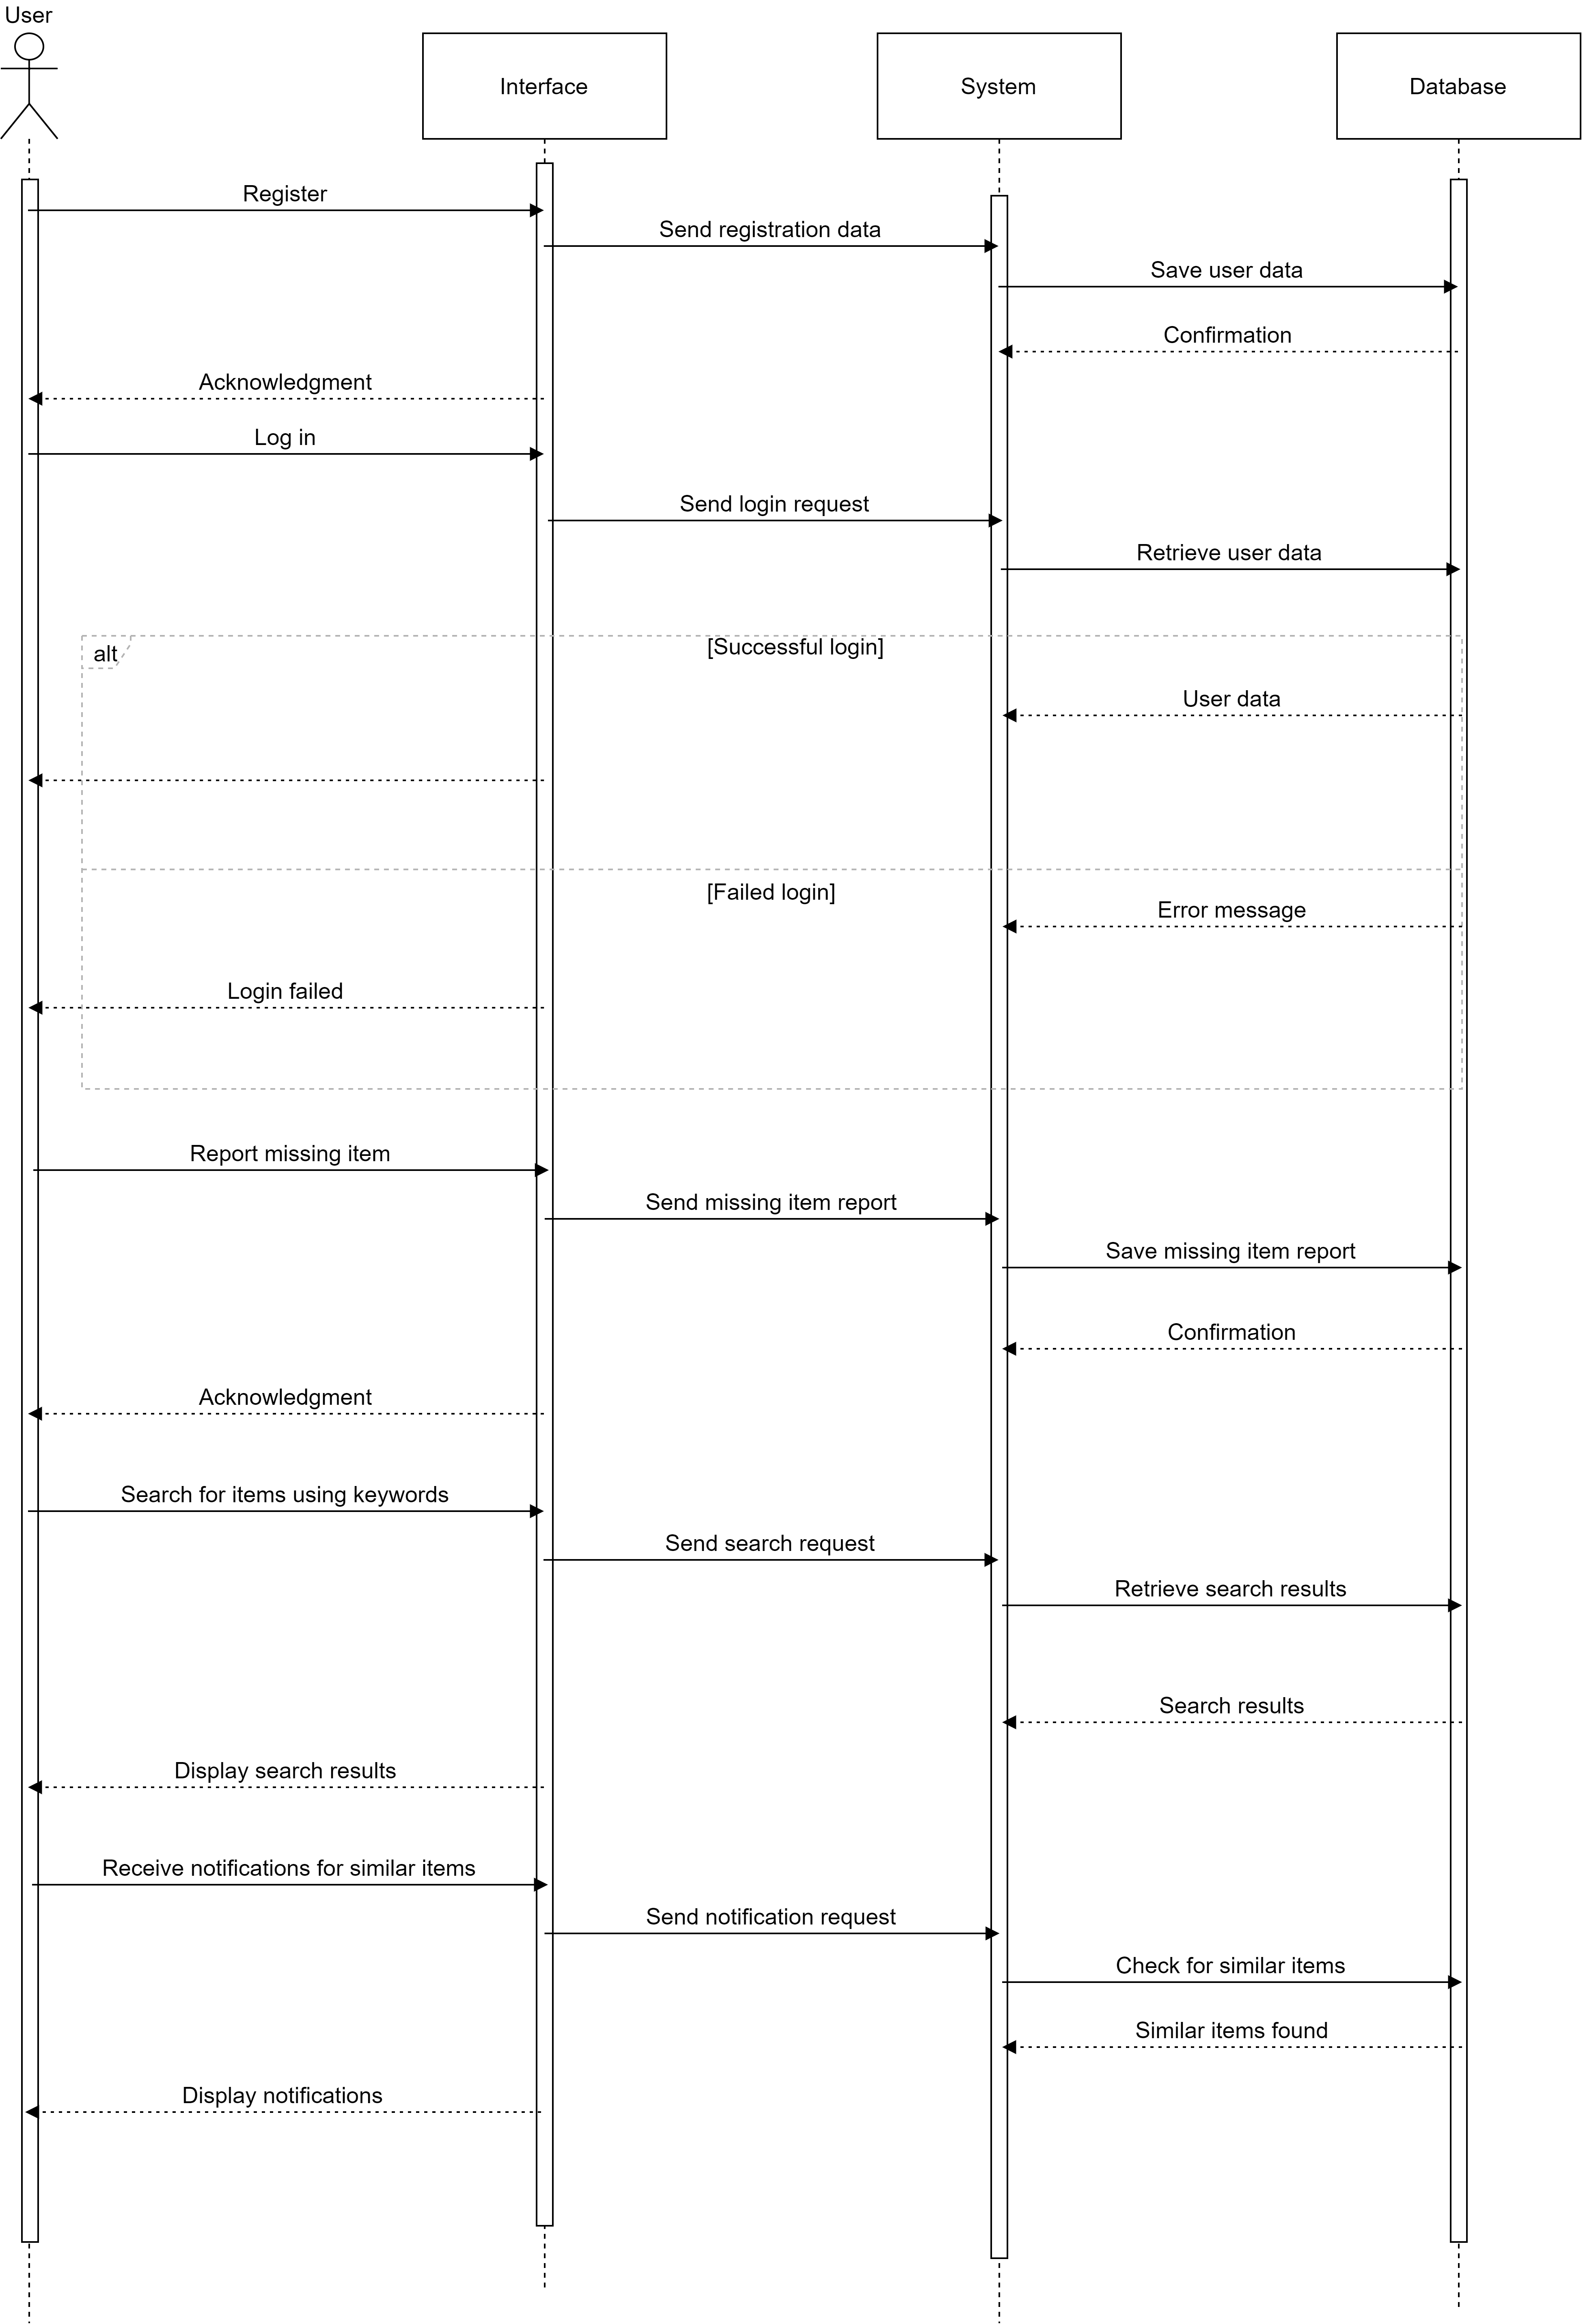 User
Interface
System
Database
Register
Send registration data
Save user data
Confirmation
Acknowledgment
Log in
Send login request
Retrieve user data
alt
[Successful login]
User data
[Failed login]
Error message
Login failed
Report missing item
Send missing item report
Save missing item report
Confirmation
Acknowledgment
Search for items using keywords
Send search request
Retrieve search results
Search results
Display search results
Receive notifications for similar items
Send notification request
Check for similar items
Similar items found
Display notifications